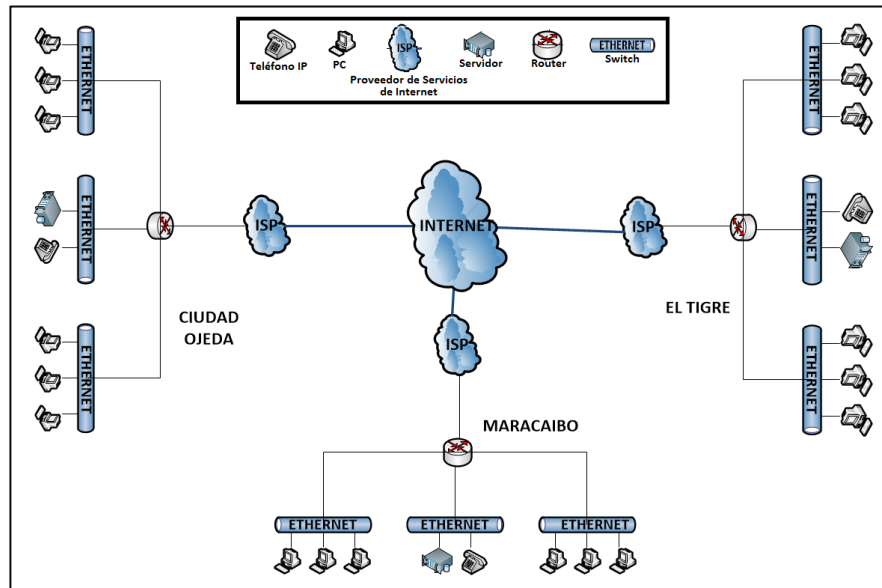 ETHERNET
Teléfono IP
PC
ISP
Proveedor de Servicios
de Internet
Servidor
Router
ETHERNET
Switch
ETHERNET
ETHERNET
ETHERNET
ISP
INTERNET
ISP
ETHERNET
CIUDAD
OJEDA
EL TIGRE
ISP
ETHERNET
ETHERNET
MARACAIBO
ETHERNET
ETHERNET
ETHERNET